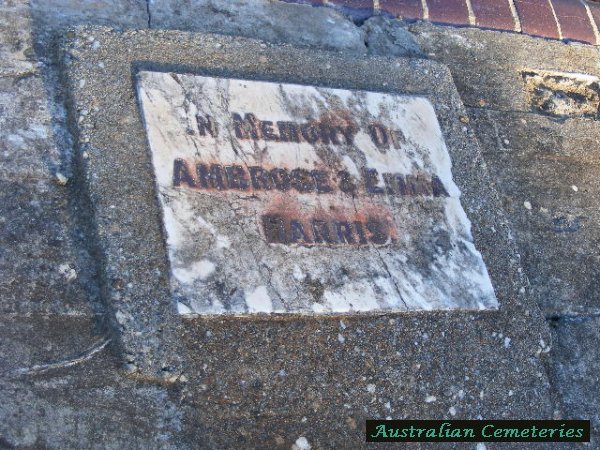 In Memory Of
Ambrose & Emma
Harris
Australian Cemeteries